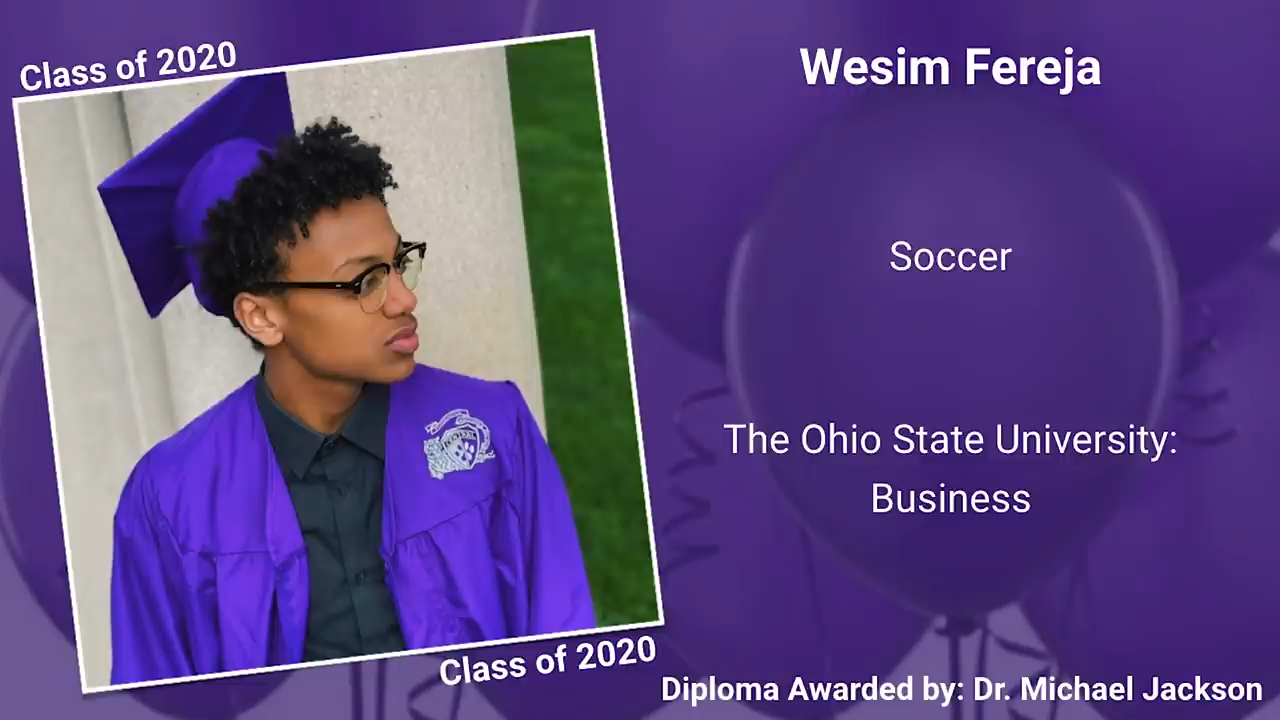 Class of 2020
Wesim Fereja
Soccer
The Ohio State University:
Business
Class of 2020
Diploma Awarded by: Dr. Michael Jackson